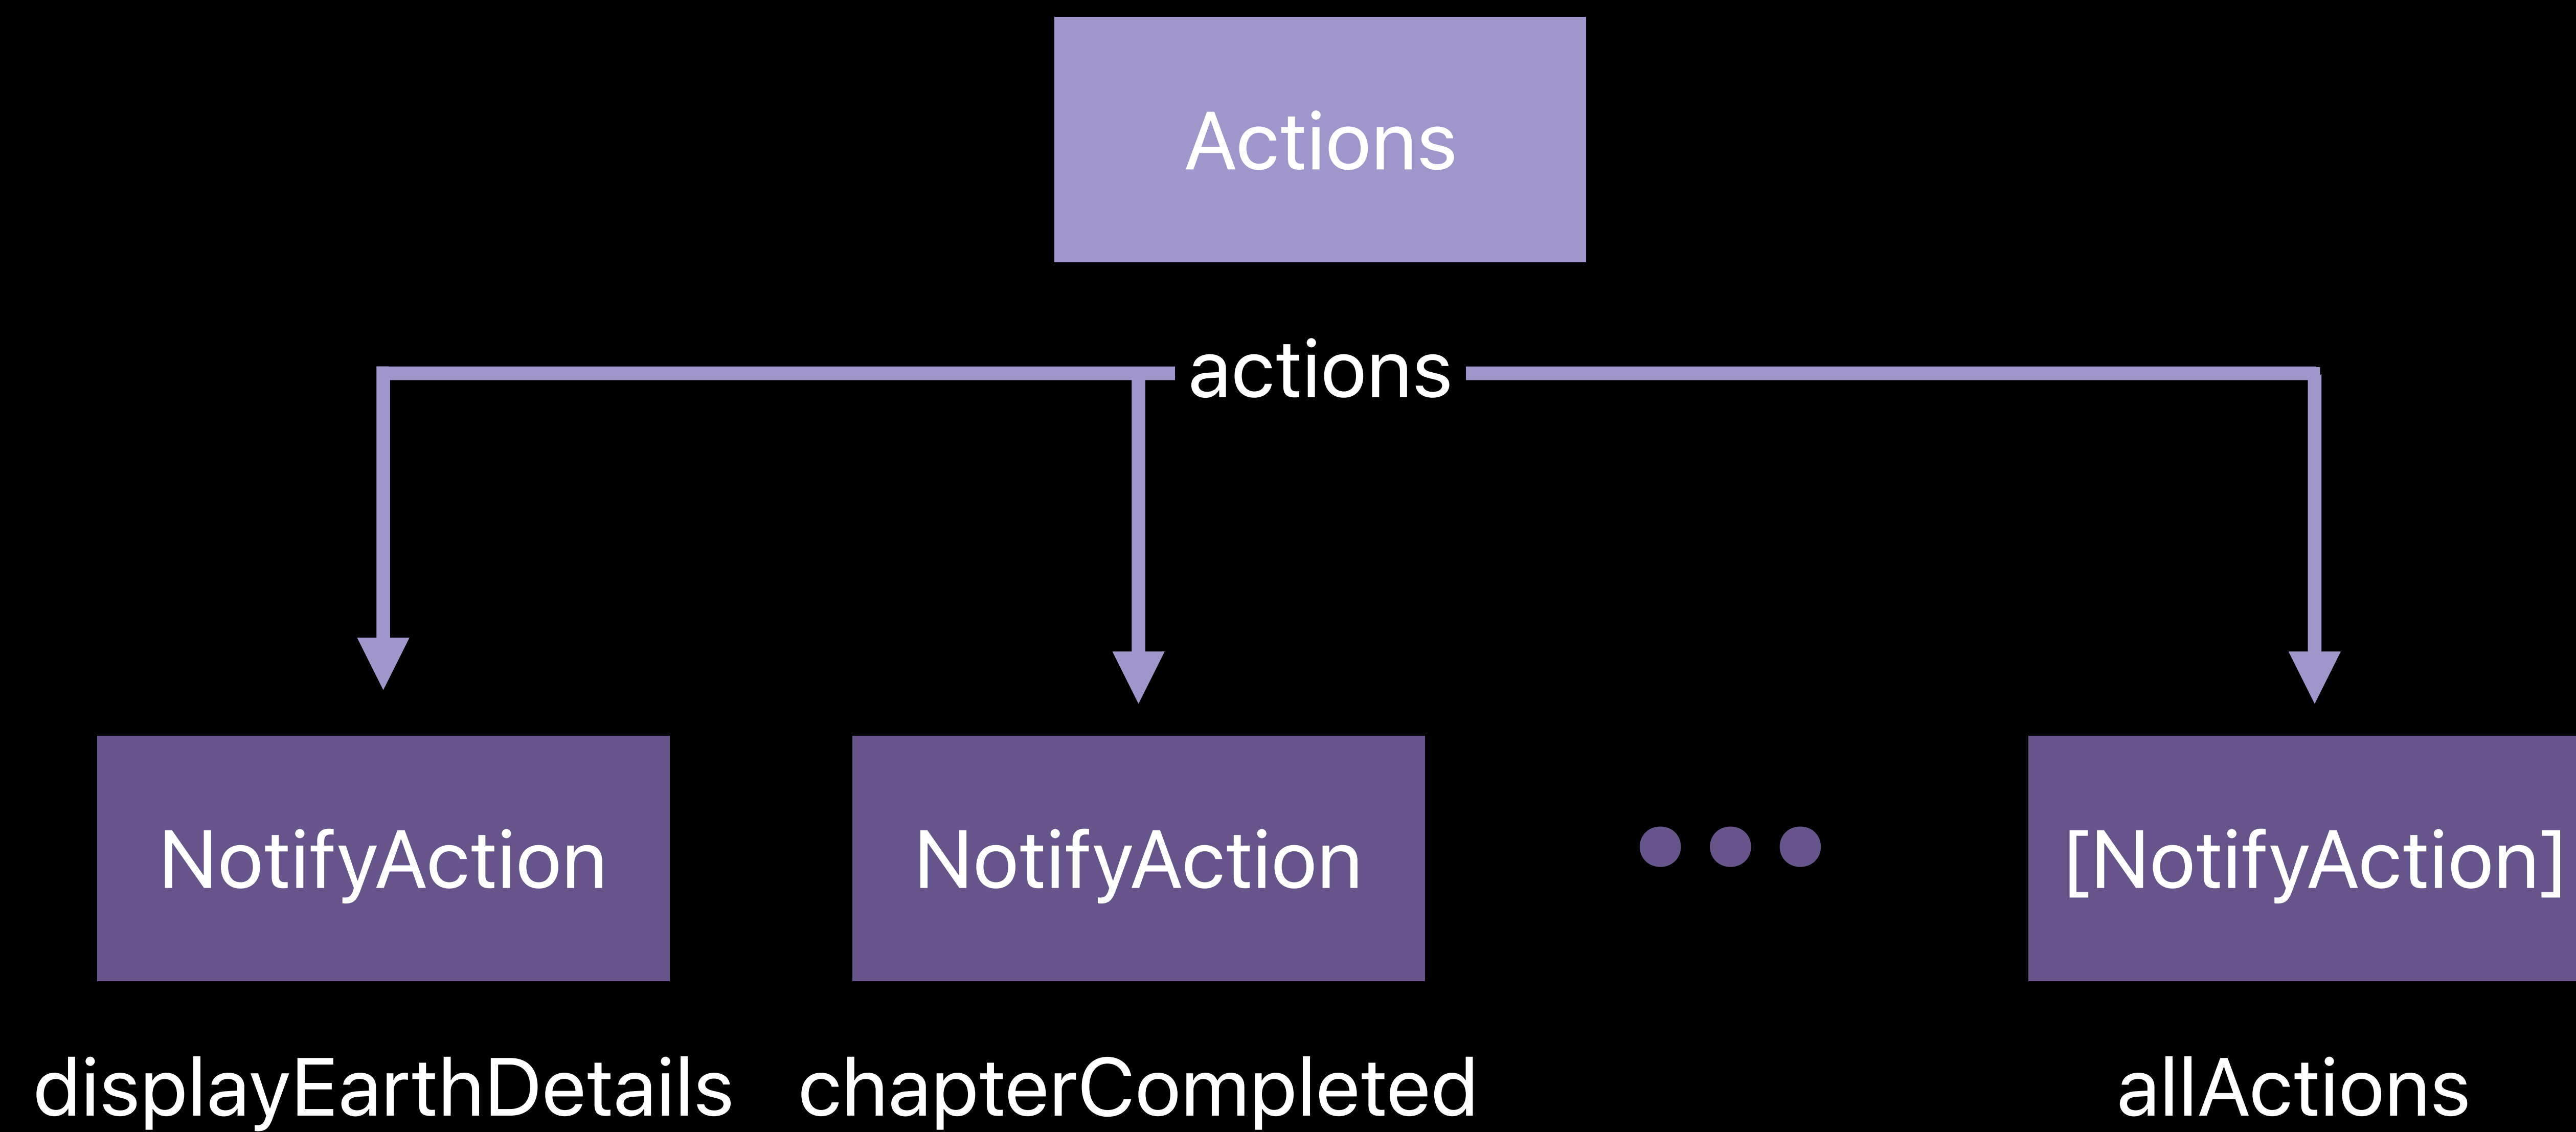 Actions
actions
NotifyAction
NotifyAction
[NotifyAction]
displayEarthDetails
chapterCompleted
allActions